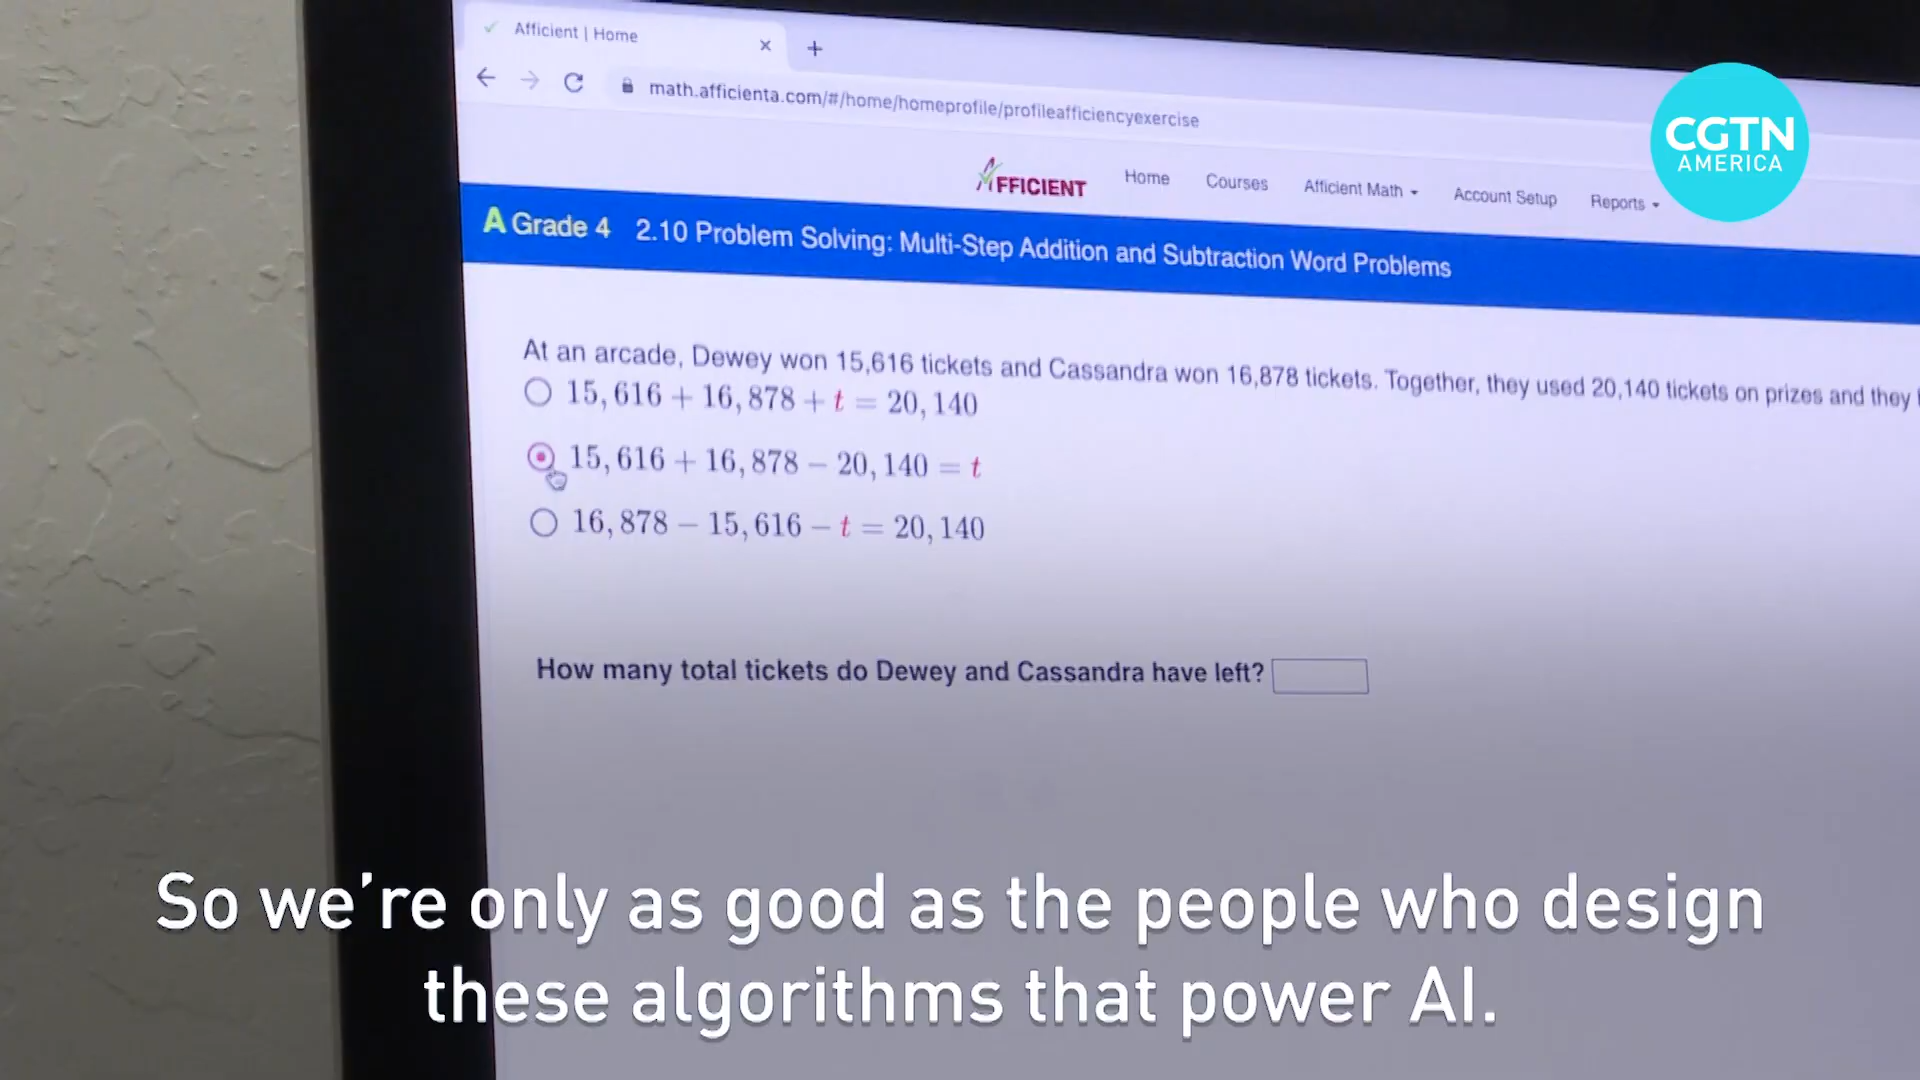 Afficient | Home
math.afficienta.com/#/home/homeprofile/profileafficiencyexercise
CGTN
AMERICA
AFFICIENT
Home
Courses
Afficient Math
Account Setup
Reports
A Grade 4 2.10 Problem Solving: Multi-Step Addition and Subtraction Word Problems
At an arcade, Dewey won 15,616 tickets and Cassandra won 16,878 tickets. Together, they used 20,140 tickets on prizes and they
15,616 + 16,878 + t = 20,140
15,616 + 16,878 – 20,140 = t
16,878 – 15,616 – t = 20,140
How many total tickets do Dewey and Cassandra have left?
So we’re only as good as the people who design
these algorithms that power AI.